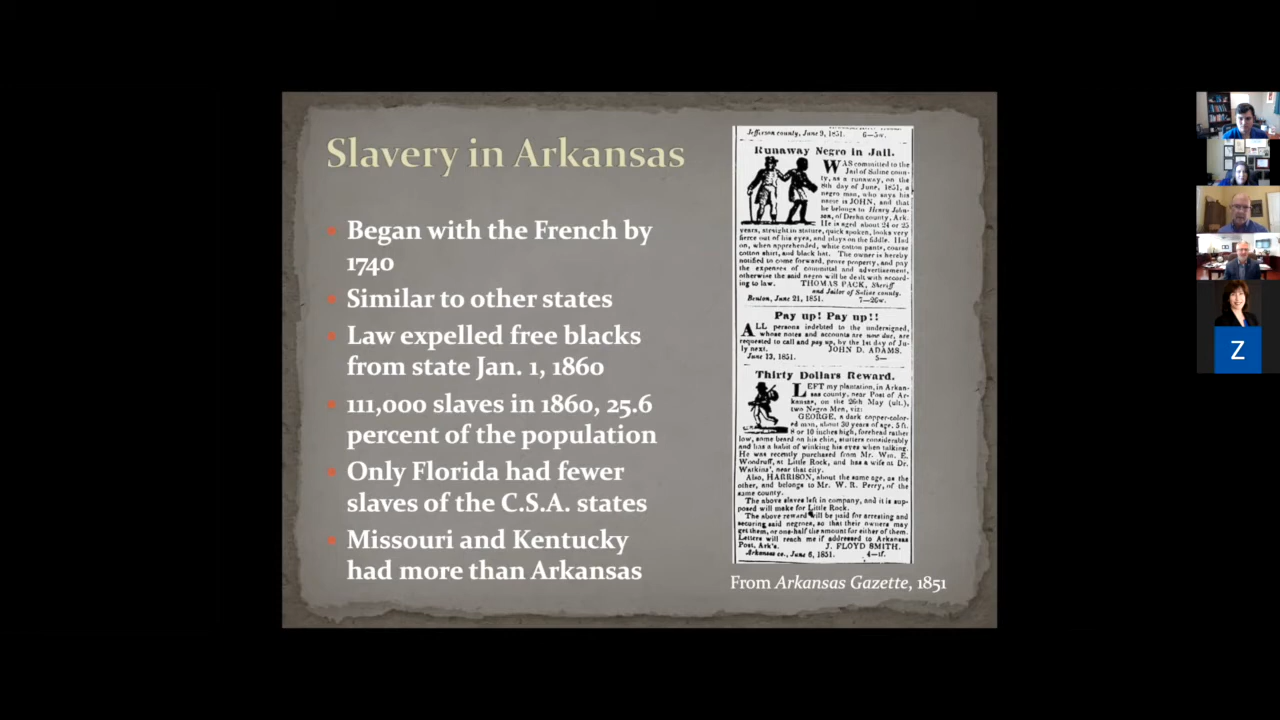 Slavery in Arkansas
Began with the French by
1740
Similar to other states
Law expelled free blacks
from state Jan. 1, 1860
111,000 slaves in 1860, 25.6
percent of the population
Only Florida had fewer
slaves of the C.S.A. states
Missouri and Kentucky
had more than Arkansas
Jefferson county, June 9, 1851. 6—5w.
Runaway Negro in Jail.
WAS committed to the
Jail of Saline coun-
ty, as a runaway, on the
8th day of June, 1851, a
negro man, who says his
name is JOHN, and that
he belongs to Henry John-
son, of Desha county, Ark.
He is aged about 24 or 25
years, straight in stature, quick spoken, looks very
fierce out of his eyes, and plays on the fiddle. Had
on, when apprehended, white cotton pants, coarse
cotton shirt, and black hat. The owner is hereby
notified to come forward, prove property, and pay
the expenses of committal and advertisement,
otherwise the said negro will be dealt with accord-
ing to law. THOMAS PACK, Sheriff
and Jailor of Saline county.
Benton, June 21, 1851. 7—26w.
Pay up! Pay up!!
ALL persons indebted to the undersigned,
whose notes and accounts are now due, are
requested to call and pay up, by the 1st day of Ju-
ly next. JOHN D. ADAMS.
June 13, 1851. 5—
Thirty Dollars Reward.
LEFT my plantation, in Arkan-
sas county, near Post of Ar-
kansas, on the 26th May (ult.),
two Negro Men, viz:
GEORGE, a dark copper-color-
ed man, about 30 years of age, 5 ft.
8 or 10 inches high, forehead rather
low, some beard on his chin, stutters considerably
and has a habit of winking his eyes when talking.
He was recently purchased from Mr. Wm. E.
Woodruff, at Little Rock, and has a wife at Dr.
Watkins', near that city.
Also, HARRISON, about the same age, as the
other, and belongs to Mr. W. R. Perry, of the
same county.
The above slaves left in company, and it is sup-
posed will make for Little Rock.
The above reward will be paid for arresting and
securing said negroes, so that their owners may
get them, or one-half the amount for either of them.
Letters will reach me if addressed to Arkansas
Post, Ark's. J. FLOYD SMITH.
Arkansas co., June 6, 1851. 4—tf.
From Arkansas Gazette, 1851
Z